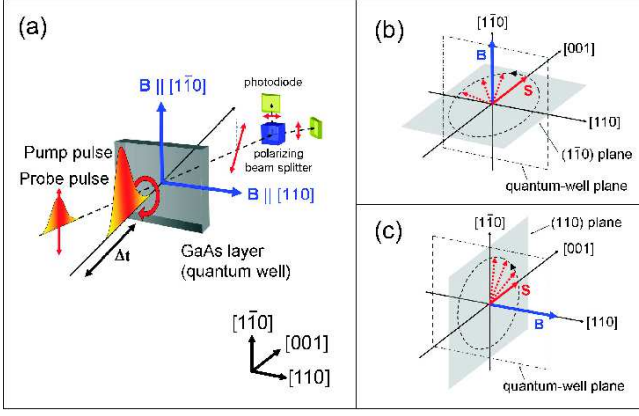 (a)
B || [11̄0]
photodiode
Pump pulse
Probe pulse
polarizing
beam splitter
B || [110]
Δt
GaAs layer
(quantum well)
[11̄0]
[001]
[110]
(b)
[11̄0]
[001]
B
S
[110]
(11̄0) plane
quantum-well plane
(c)
[11̄0]
(110) plane
[001]
S
B
[110]
quantum-well plane